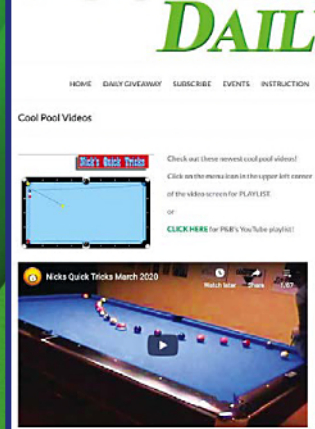 DAIL
HOME DAILY GIVEAWAY SUBSCRIBE EVENTS INSTRUCTION
Cool Pool Videos
Nick's Quick Tricks
Check out these newest cool pool videos!
Click on the menu icon in the upper left corner
of the video screen for PLAYLIST.
or
CLICK HERE for P&B's YouTube playlist!
Nicks Quick Tricks March 2020
Watch later Share 1/87